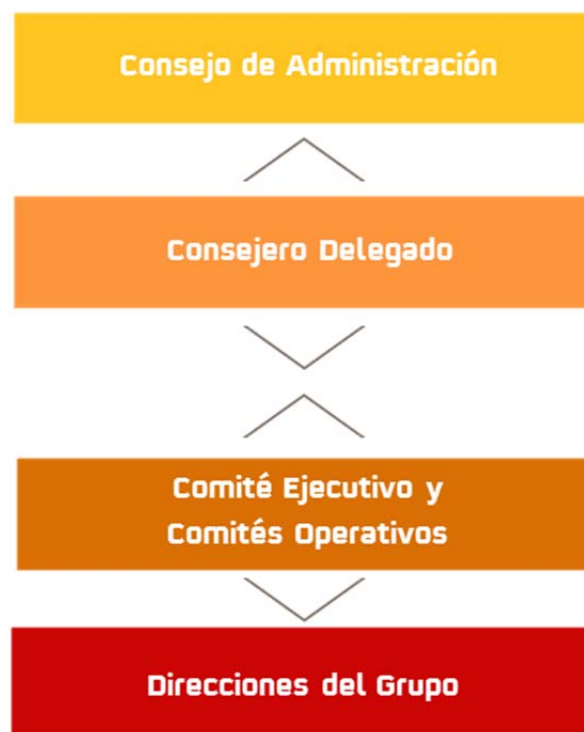 Consejo de Administración
Consejero Delegado
Comité Ejecutivo y
Comités Operativos
Direcciones del Grupo